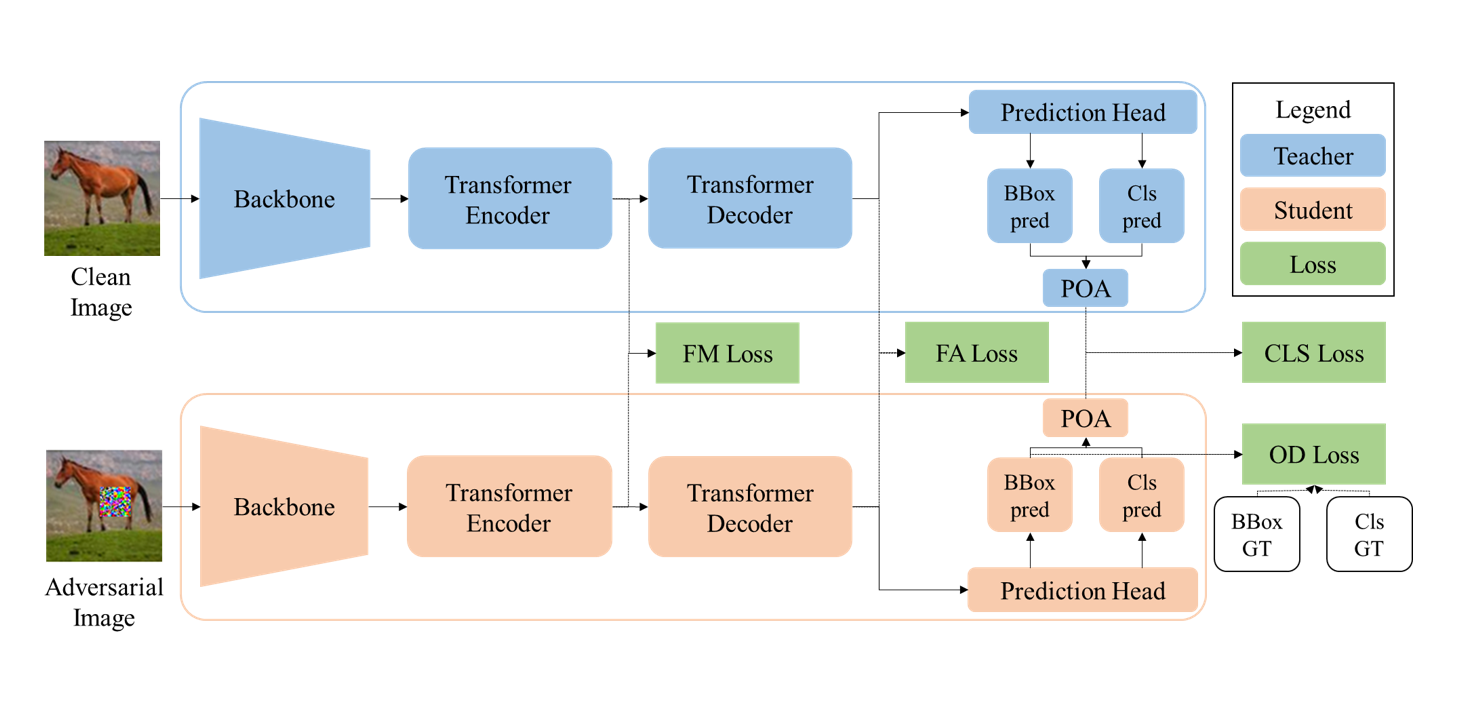 Clean
Image
Backbone
Transformer
Encoder
Transformer
Decoder
Prediction Head
BBox
pred
Cls
pred
POA
Legend
Teacher
Student
Loss
FM Loss
FA Loss
CLS Loss
Adversarial
Image
Backbone
Transformer
Encoder
Transformer
Decoder
POA
BBox
pred
Cls
pred
Prediction Head
OD Loss
BBox
GT
Cls
GT